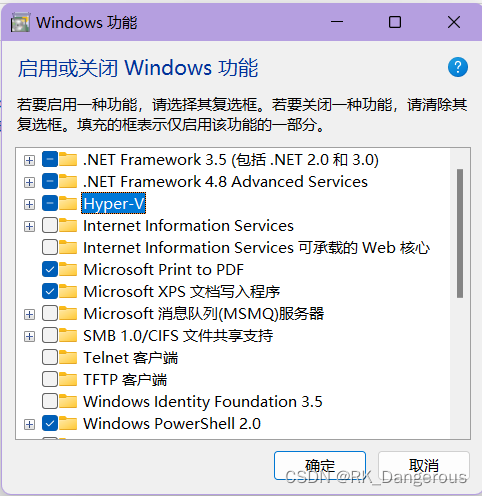 Windows 功能
启用或关闭 Windows 功能
若要启用一种功能，请选择其复选框。若要关闭一种功能，请清除其
复选框。填充的框表示仅启用该功能的一部分。
.NET Framework 3.5 (包括 .NET 2.0 和 3.0)
.NET Framework 4.8 Advanced Services
Hyper-V
Internet Information Services
Internet Information Services 可承载的 Web 核心
Microsoft Print to PDF
Microsoft XPS 文档写入程序
Microsoft 消息队列(MSMQ)服务器
SMB 1.0/CIFS 文件共享支持
Telnet 客户端
TFTP 客户端
Windows Identity Foundation 3.5
Windows PowerShell 2.0
确定 取消
CSDN @RK_Dangerous